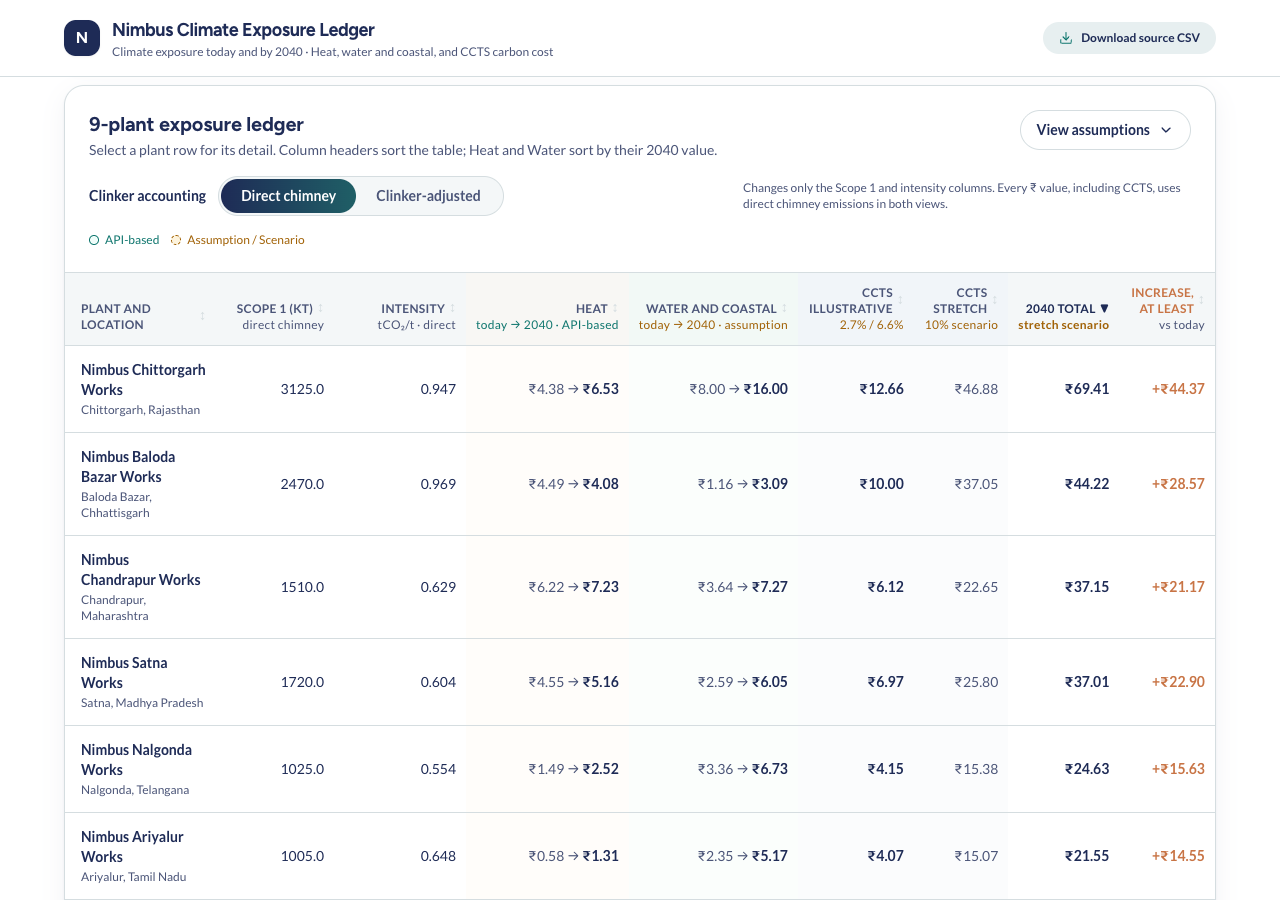 N
Nimbus Climate Exposure Ledger
Climate exposure today and by 2040 · Heat, water and coastal, and CCTS carbon cost
Download source CSV
9-plant exposure ledger
Select a plant row for its detail. Column headers sort the table; Heat and Water sort by their 2040 value.
View assumptions
Clinker accounting
Direct chimney
Clinker-adjusted
Changes only the Scope 1 and intensity columns. Every ₹ value, including CCTS, uses
direct chimney emissions in both views.
API-based
Assumption / Scenario
PLANT AND
LOCATION
SCOPE 1 (KT)
direct chimney
INTENSITY
tCO₂/t · direct
HEAT
today → 2040 · API-based
WATER AND COASTAL
today → 2040 · assumption
CCTS
ILLUSTRATIVE
2.7% / 6.6%
CCTS
STRETCH
10% scenario
2040 TOTAL ▼
stretch scenario
INCREASE,
AT LEAST
vs today
Nimbus Chittorgarh
Works
Chittorgarh, Rajasthan
3125.0
0.947
₹4.38 → ₹6.53
₹8.00 → ₹16.00
₹12.66
₹46.88
₹69.41
+₹44.37
Nimbus Baloda
Bazar Works
Baloda Bazar,
Chhattisgarh
2470.0
0.969
₹4.49 → ₹4.08
₹1.16 → ₹3.09
₹10.00
₹37.05
₹44.22
+₹28.57
Nimbus
Chandrapur Works
Chandrapur,
Maharashtra
1510.0
0.629
₹6.22 → ₹7.23
₹3.64 → ₹7.27
₹6.12
₹22.65
₹37.15
+₹21.17
Nimbus Satna
Works
Satna, Madhya Pradesh
1720.0
0.604
₹4.55 → ₹5.16
₹2.59 → ₹6.05
₹6.97
₹25.80
₹37.01
+₹22.90
Nimbus Nalgonda
Works
Nalgonda, Telangana
1025.0
0.554
₹1.49 → ₹2.52
₹3.36 → ₹6.73
₹4.15
₹15.38
₹24.63
+₹15.63
Nimbus Ariyalur
Works
Ariyalur, Tamil Nadu
1005.0
0.648
₹0.58 → ₹1.31
₹2.35 → ₹5.17
₹4.07
₹15.07
₹21.55
+₹14.55